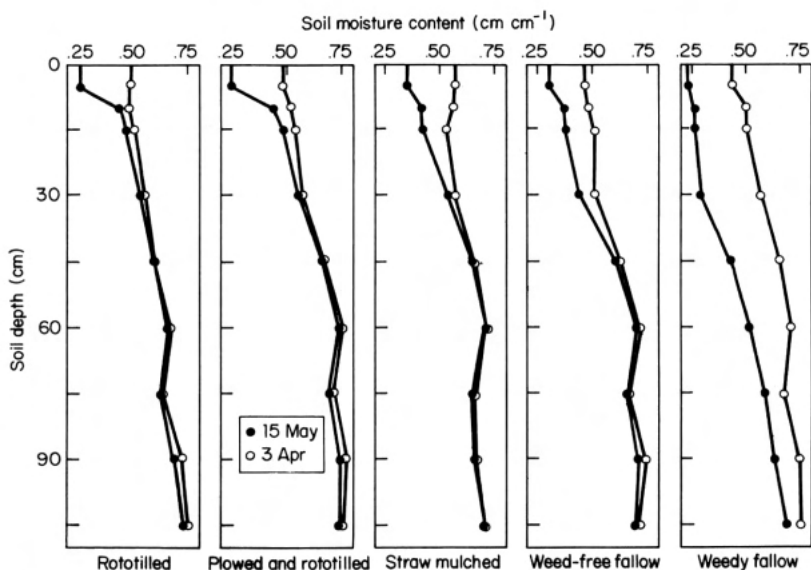 Soil moisture content (cm cm⁻¹)
.25 .50 .75 .25 .50 .75 .25 .50 .75 .25 .50 .75 .25 .50 .75
0
30
60
90
Soil depth (cm)
● 15 May
○ 3 Apr
Rototilled Plowed and rototilled Straw mulched Weed-free fallow Weedy fallow